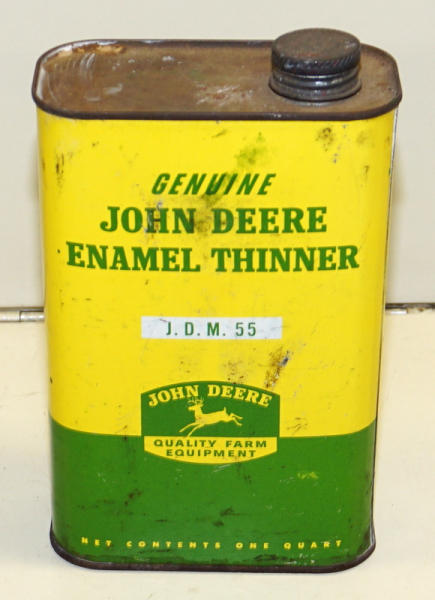 GENUINE
JOHN DEERE
ENAMEL THINNER
J. D. M. 55
JOHN DEERE
QUALITY FARM
EQUIPMENT
NET CONTENTS ONE QUART